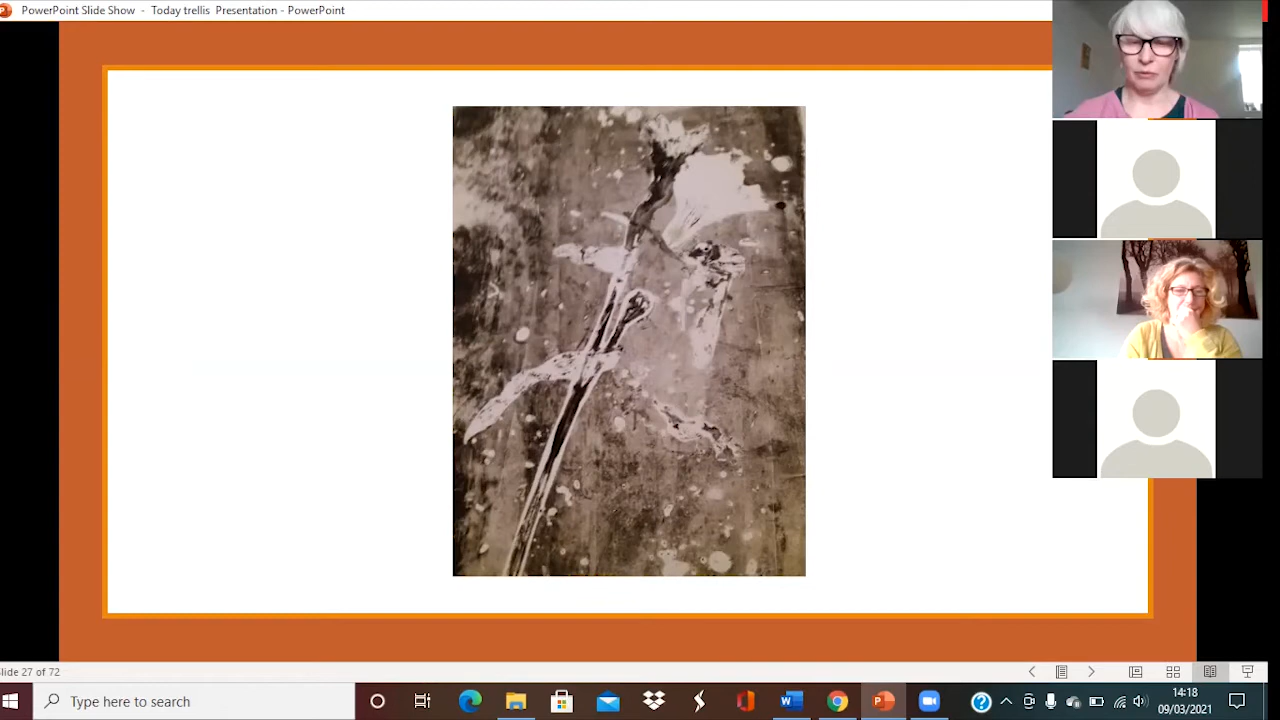 PowerPoint Slide Show - Today trellis Presentation - PowerPoint
Slide 27 of 72
Type here to search
14:18
09/03/2021